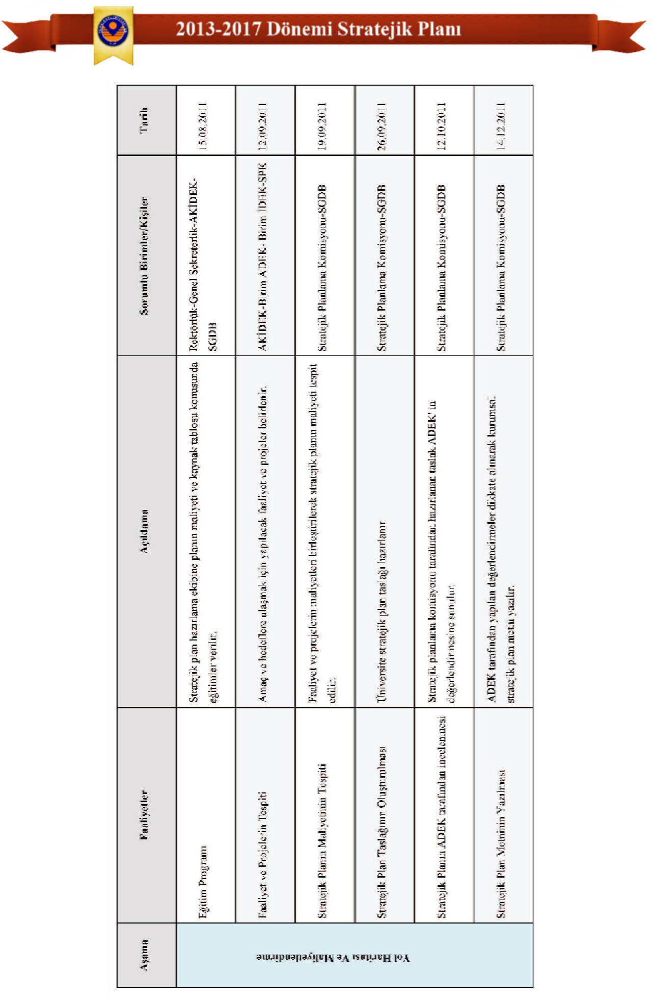 2013-2017 Dönemi Stratejik Planı
Aşama
Faaliyetler
Açıklama
Sorumlu Birimler/Kişiler
Tarih
Yol Haritası Ve Maliyetlendirme
Eğitim Programı
Stratejik plan hazırlama ekibine planın maliyeti ve kaynak tablosu konusunda
eğitimler verilir.
Rektörlük-Genel Sekreterlik-AKİDEK-
SGDB
15.08.2011
Faaliyet ve Projelerin Tespiti
Amaç ve hedeflere ulaşmak için yapılacak faaliyet ve projeler belirlenir.
AKİDEK-Birim ADEK- Birim İDEK-SPK
12.09.2011
Stratejik Planın Maliyetinin Tespiti
Faaliyet ve projelerin maliyetleri birleştirilerek stratejik planın maliyeti tespit
edilir.
Stratejik Planlama Komisyonu-SGDB
19.09.2011
Stratejik Plan Taslağının Oluşturulması
Üniversite stratejik plan taslağı hazırlanır.
Stratejik Planlama Komisyonu-SGDB
26.09.2011
Stratejik Planın ADEK tarafından incelenmesi
Stratejik planlama komisyonu tarafından hazırlanan taslak ADEK' in
değerlendirmesine sunulur.
Stratejik Planlama Komisyonu-SGDB
12.10.2011
Stratejik Plan Metninin Yazılması
ADEK tarafından yapılan değerlendirmeler dikkate alınarak kurumsal
stratejik plan metni yazılır.
Stratejik Planlama Komisyonu-SGDB
14.12.2011